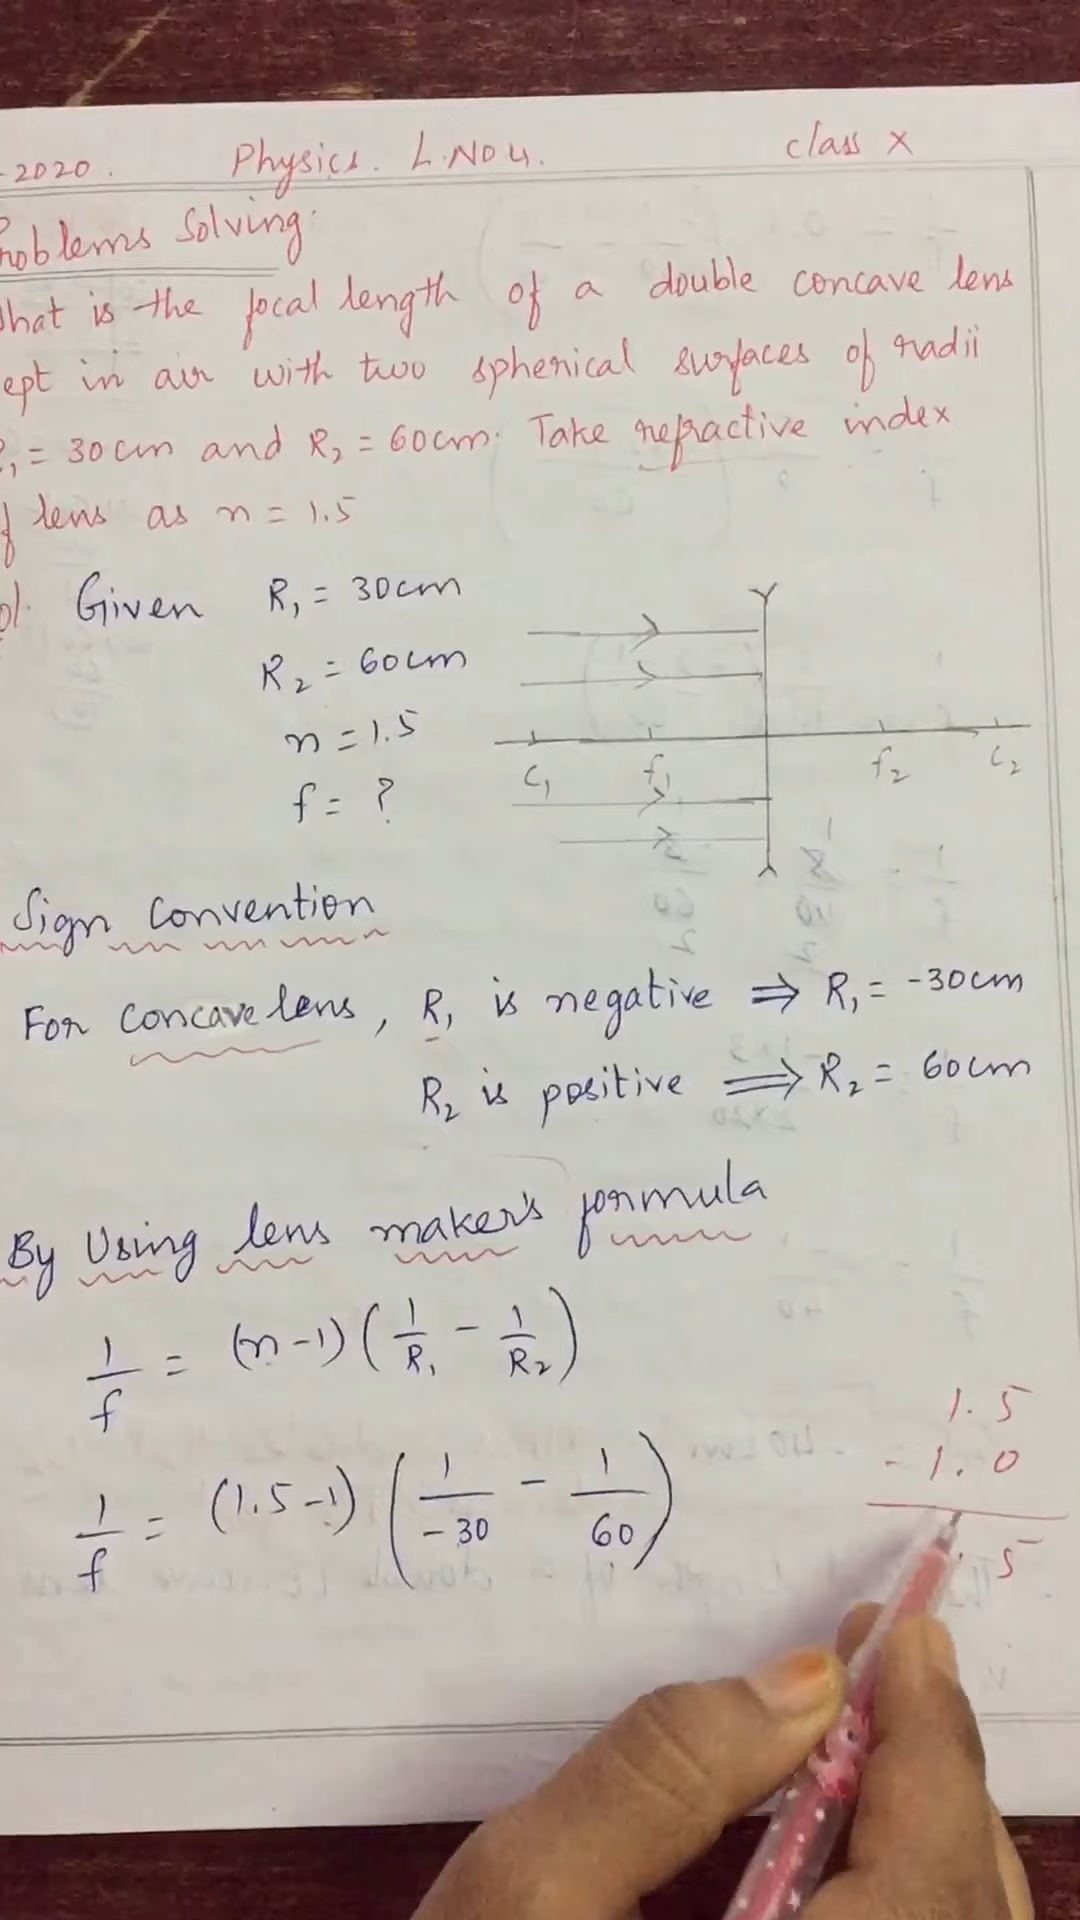 -2020. Physics. L.NO4. class X
Problems Solving:
What is the focal length of a double concave lens
kept in air with two spherical surfaces of radii
R₁ = 30cm and R₂ = 60cm. Take refractive index
of lens as n = 1.5
Sol. Given R₁ = 30cm
R₂ = 60cm
n = 1.5
f = ?
C₁ f₁ f₂ C₂
Sign Convention
For Concave lens, R₁ is negative ⇒ R₁ = -30cm
R₂ is positive ⇒ R₂ = 60cm
By Using lens maker's formula
1/f = (n-1)(1/R₁ - 1/R₂)
1/f = (1.5-1)(1/-30 - 1/60)
1.5
- 1.0
.5